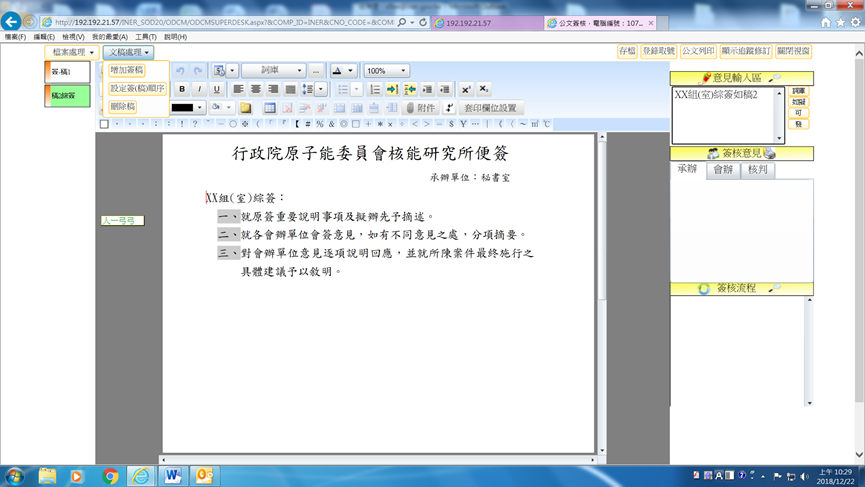 http://192.192.21.57/INER_SOD20/ODCM/ODCMSUPERDESK.aspx?&COMP_ID=INER&CNO_CODE=&COM
192.192.21.57
公文簽核 - 電腦編號：107...
檔案(F) 編輯(E) 檢視(V) 我的最愛(A) 工具(T) 說明(H)
檔案處理 文稿處理
存檔 登錄取號 公文列印 顯示追蹤修訂 關閉視窗
簽-稿1
稿2綜簽
增加簽稿
設定簽(稿)順序
刪除稿
詞庫 ... A 100%
B I U
附件 套印欄位設置
行政院原子能委員會核能研究所便簽
承辦單位：秘書室
XX組(室)綜簽：
一、就原簽重要說明事項及擬辦先予摘述。
二、就各會辦單位會簽意見，如有不同意見之處，分項摘要。
三、對會辦單位意見逐項說明回應，並就所陳案件最終施行之
具體建議予以敘明。
人一弓弓
意見輸入區
XX組(室)綜簽如稿2
詞庫
如擬
可
發
簽核意見
承辦 會辦 核判
簽核流程
上午 10:29
2018/12/22